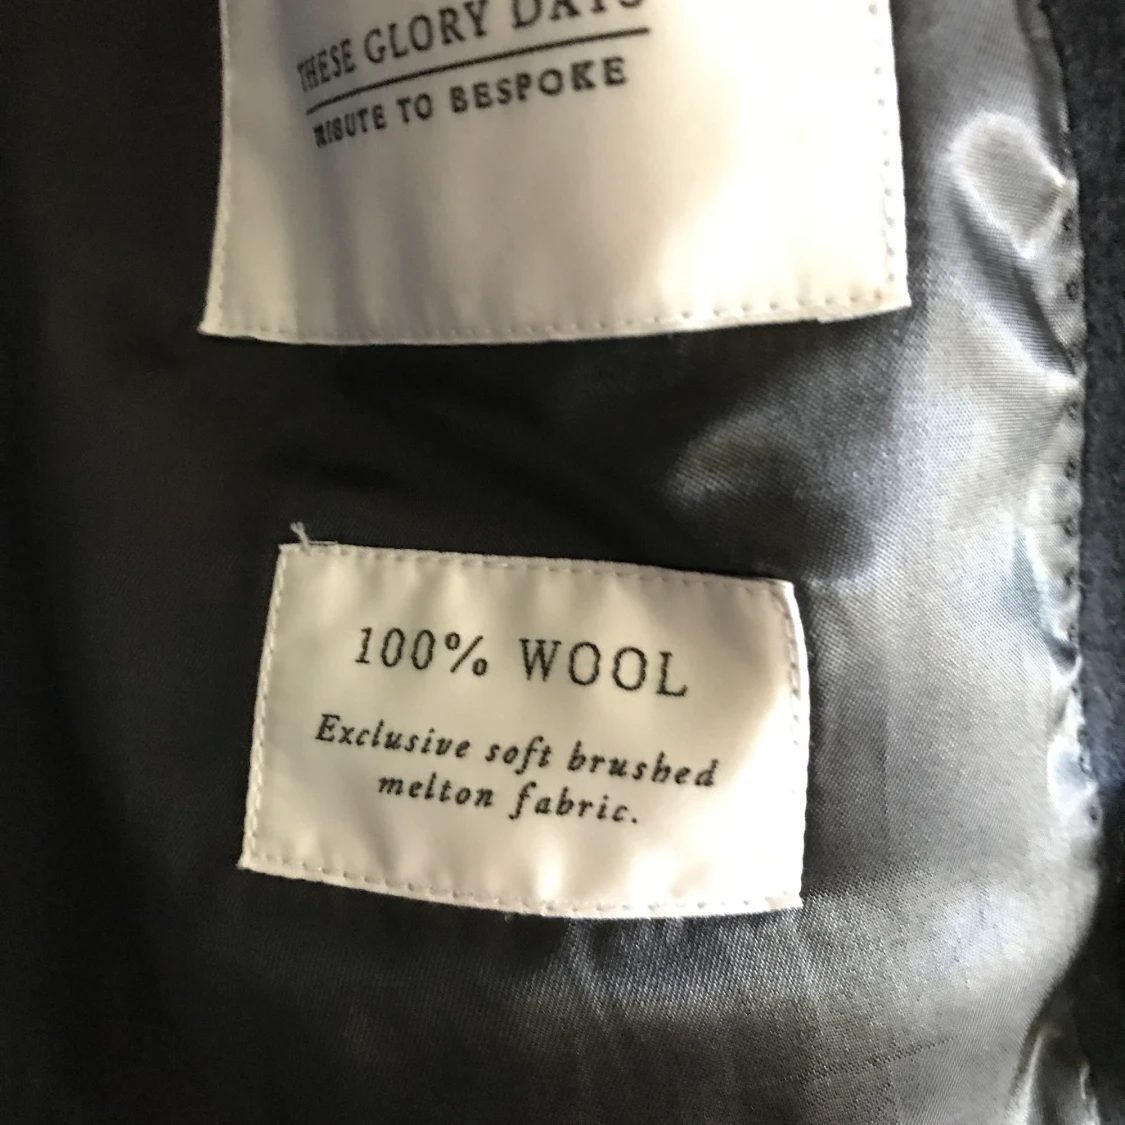 THESE GLORY DAYS
TRIBUTE TO BESPOKE
100% WOOL
Exclusive soft brushed
melton fabric.